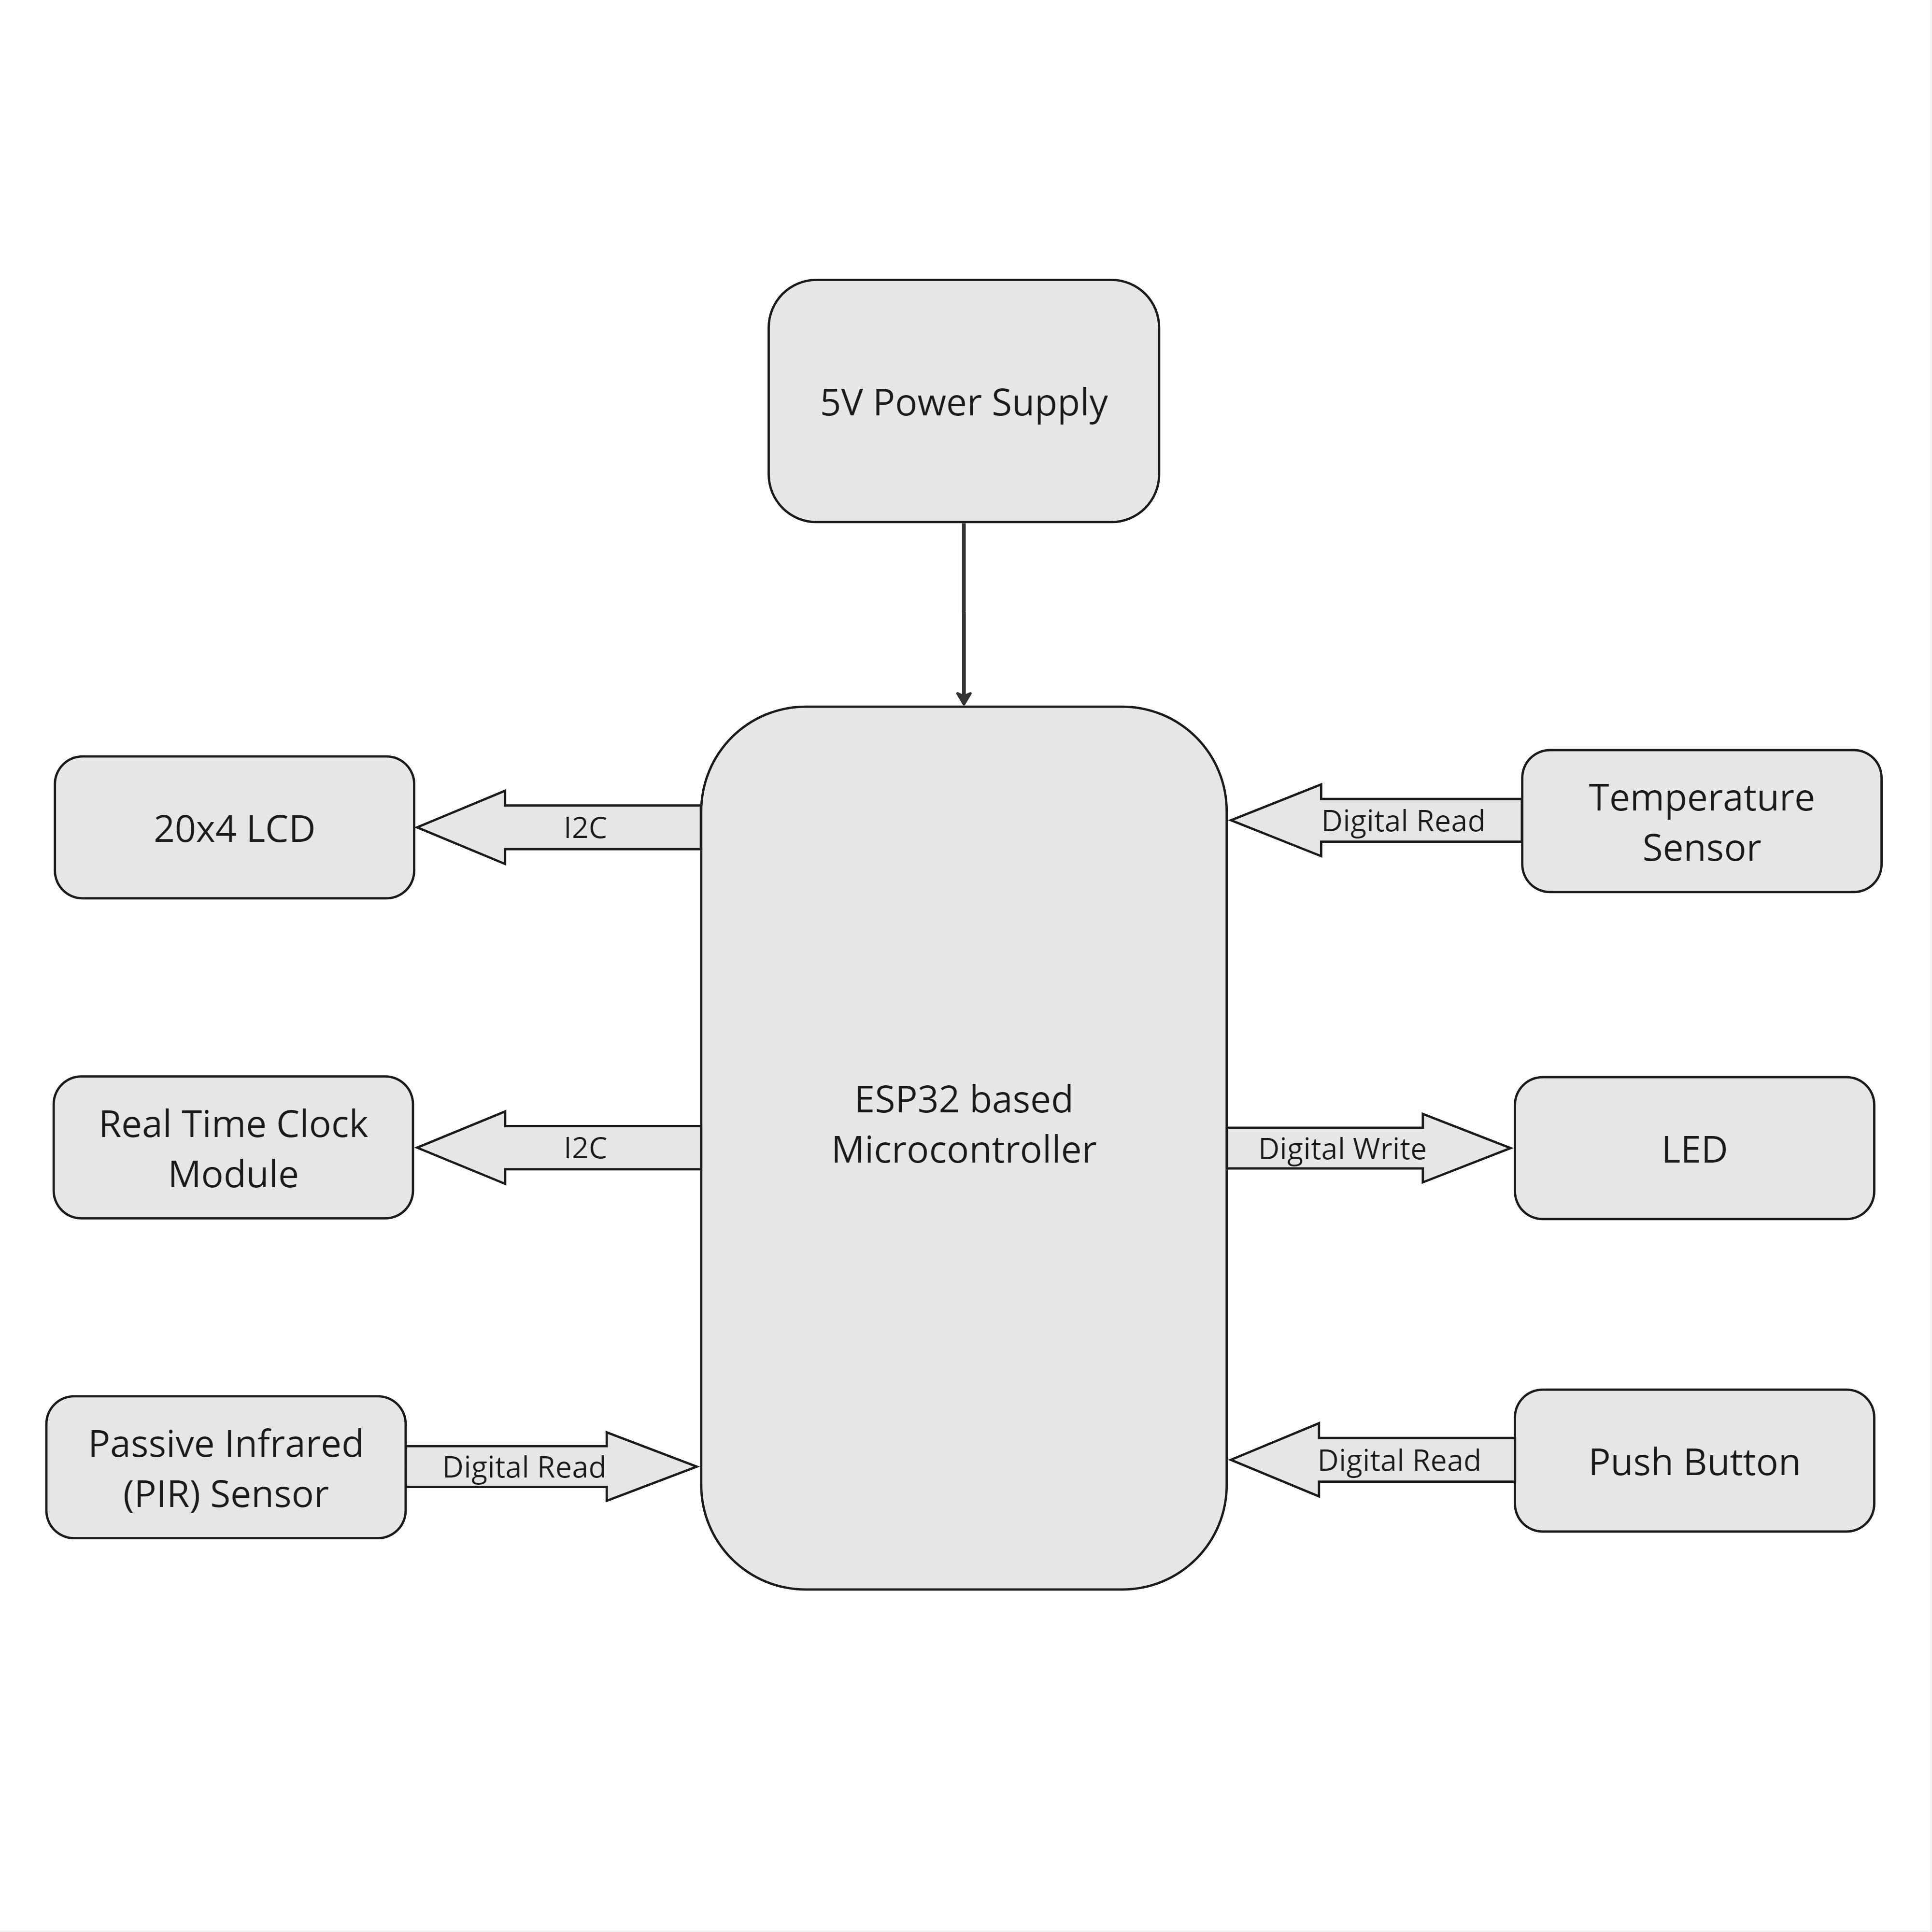 5V Power Supply
20x4 LCD
I2C
Digital Read
Temperature
Sensor
Real Time Clock
Module
I2C
ESP32 based
Microcontroller
Digital Write
LED
Passive Infrared
(PIR) Sensor
Digital Read
Digital Read
Push Button